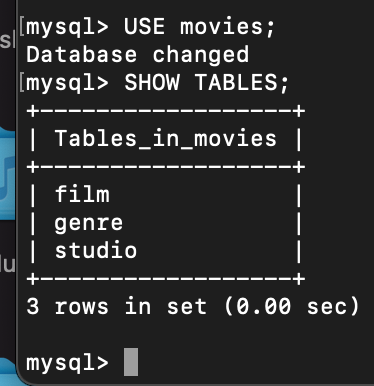 mysql> USE movies;
Database changed
mysql> SHOW TABLES;
+------------------+
| Tables_in_movies |
+------------------+
| film             |
| genre            |
| studio           |
+------------------+
3 rows in set (0.00 sec)
mysql>